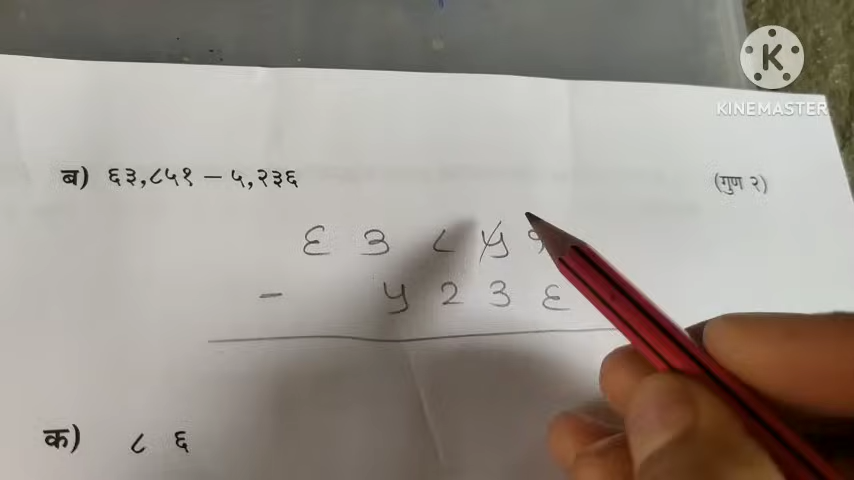 KINEMASTER
ब) ६३,८५१ – ५,२३६ (गुण २)
६ ३ ८ ५ १
- ५ २ ३ ६
क) ८ ६